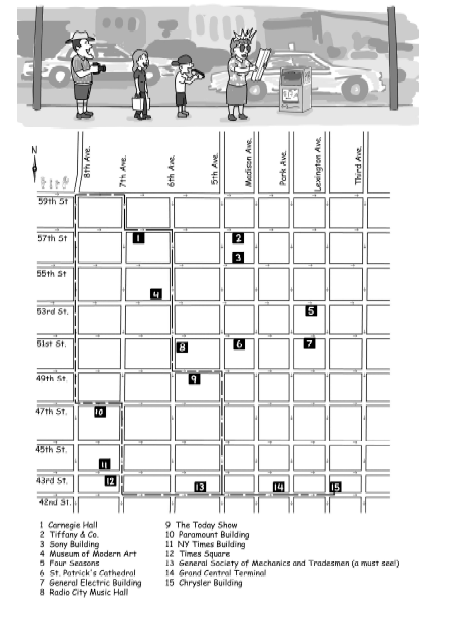 N
8th Ave.
7th Ave.
6th Ave.
5th Ave.
Madison Ave.
Park Ave.
Lexington Ave.
Third Ave.
59th St
57th St
1
2
3
55th St
4
53rd St.
5
51st St.
8
6
7
49th St.
9
47th St.
10
45th St.
11
43rd St.
12
13
14
15
42nd St.
1 Carnegie Hall
2 Tiffany & Co.
3 Sony Building
4 Museum of Modern Art
5 Four Seasons
6 St. Patrick's Cathedral
7 General Electric Building
8 Radio City Music Hall
9 The Today Show
10 Paramount Building
11 NY Times Building
12 Times Square
13 General Society of Mechanics and Tradesmen (a must see!)
14 Grand Central Terminal
15 Chrysler Building